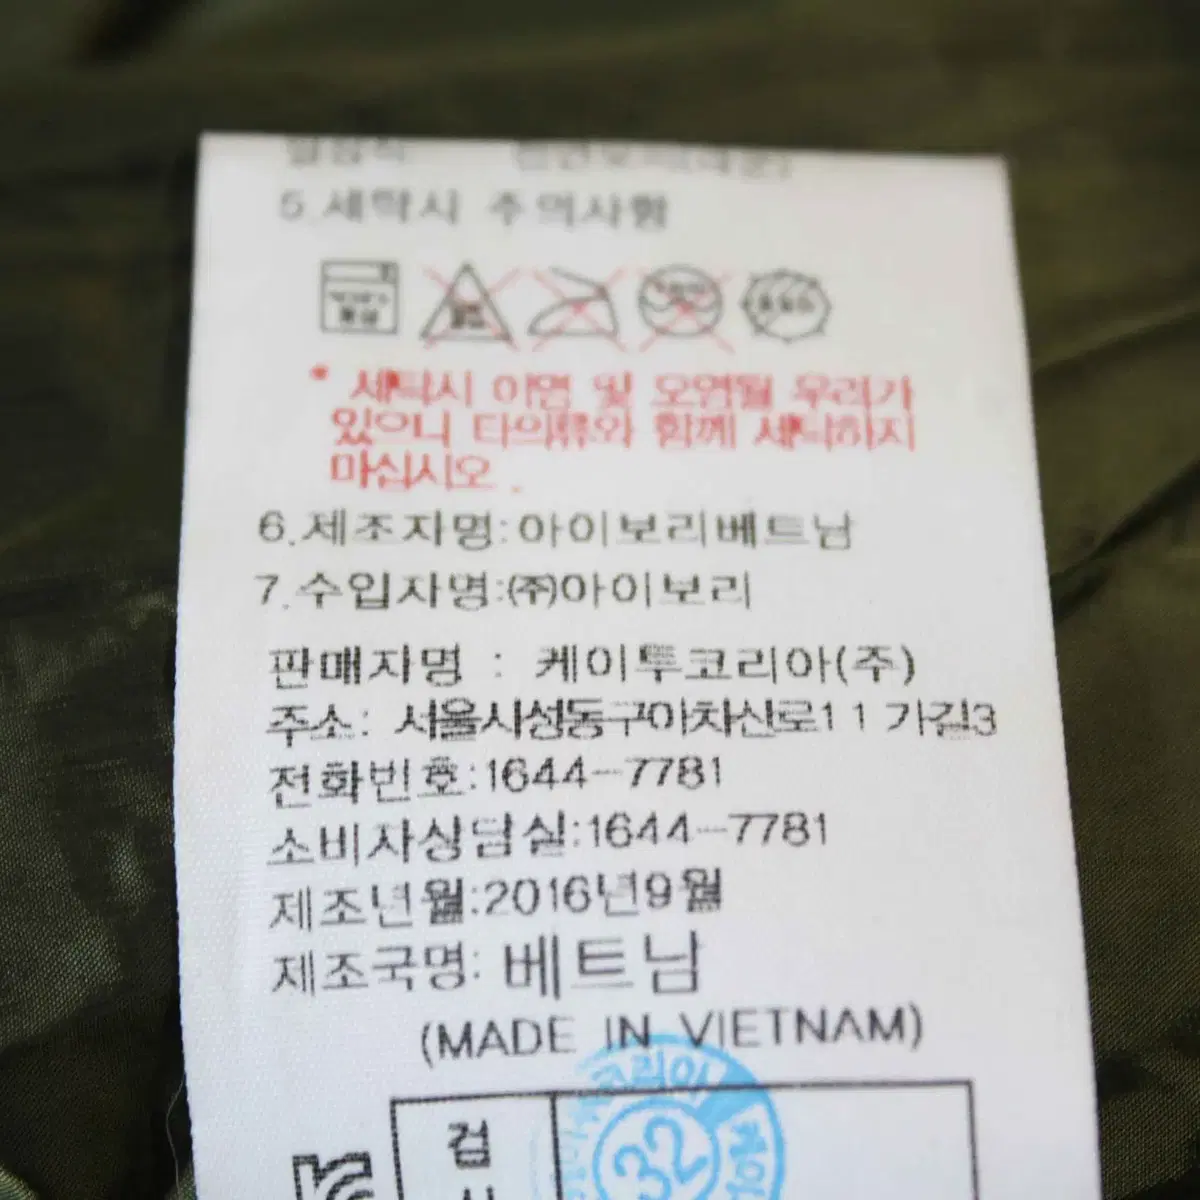 5.세탁시 주의사항
* 세탁시 이염 및 오염될 우려가
있으니 타의류와 함께 세탁하지
마십시오.
6.제조자명:아이보리베트남
7.수입자명:㈜아이보리
판매자명 : 케이투코리아(주)
주소: 서울시성동구아차산로11 가길3
전화번호:1644-7781
소비자상담실:1644-7781
제조년월:2016년9월
제조국명: 베트남
(MADE IN VIETNAM)
코리아
32
검